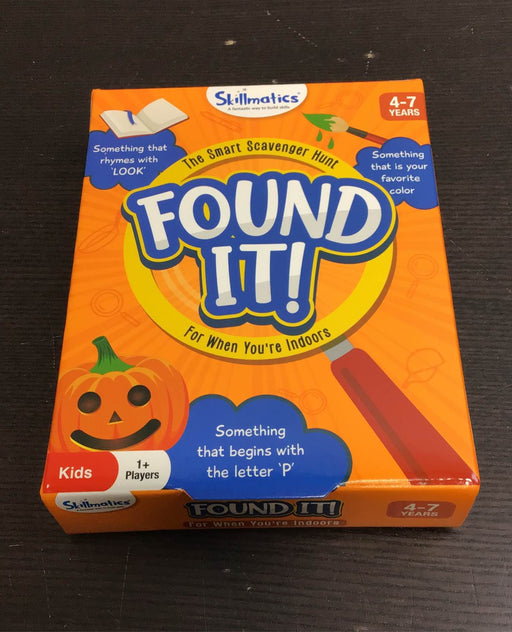 Skillmatics
A fantastic way to build skills
4-7
YEARS
Something that
rhymes with
'LOOK'
The Smart Scavenger Hunt
Something
that is your
favorite
color
FOUND
IT!
For When You're Indoors
Something
that begins with
the letter 'P'
Kids
1+
Players
Skillmatics
FOUND IT!
For When You're Indoors
4-7
YEARS